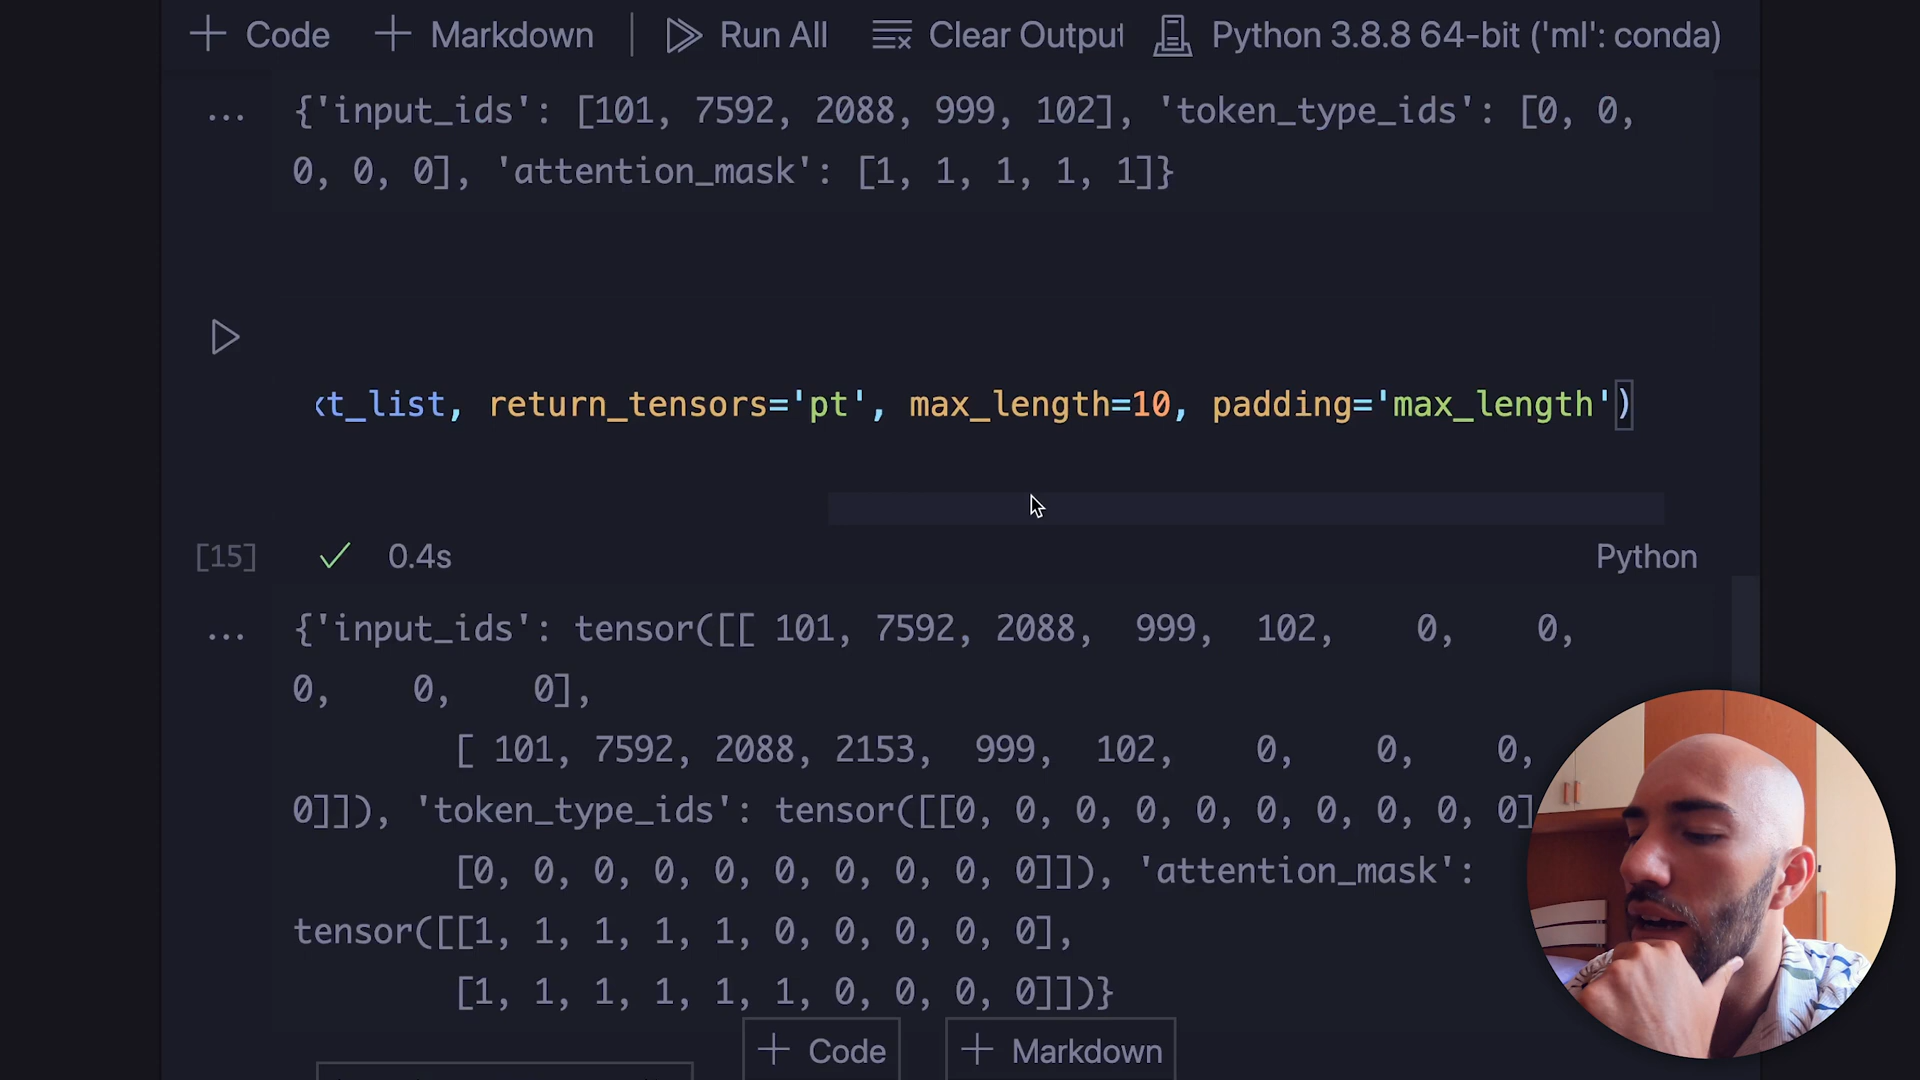 Code Markdown Run All Clear Output Python 3.8.8 64-bit ('ml': conda)
... {'input_ids': [101, 7592, 2088, 999, 102], 'token_type_ids': [0, 0,
0, 0, 0], 'attention_mask': [1, 1, 1, 1, 1]}
xt_list, return_tensors='pt', max_length=10, padding='max_length')
[15] 0.4s Python
... {'input_ids': tensor([[ 101, 7592, 2088, 999, 102, 0, 0,
0, 0, 0],
[ 101, 7592, 2088, 2153, 999, 102, 0, 0, 0,
0]]), 'token_type_ids': tensor([[0, 0, 0, 0, 0, 0, 0, 0, 0, 0]
[0, 0, 0, 0, 0, 0, 0, 0, 0, 0]]), 'attention_mask':
tensor([[1, 1, 1, 1, 1, 0, 0, 0, 0, 0],
[1, 1, 1, 1, 1, 1, 0, 0, 0, 0]])}
Code Markdown